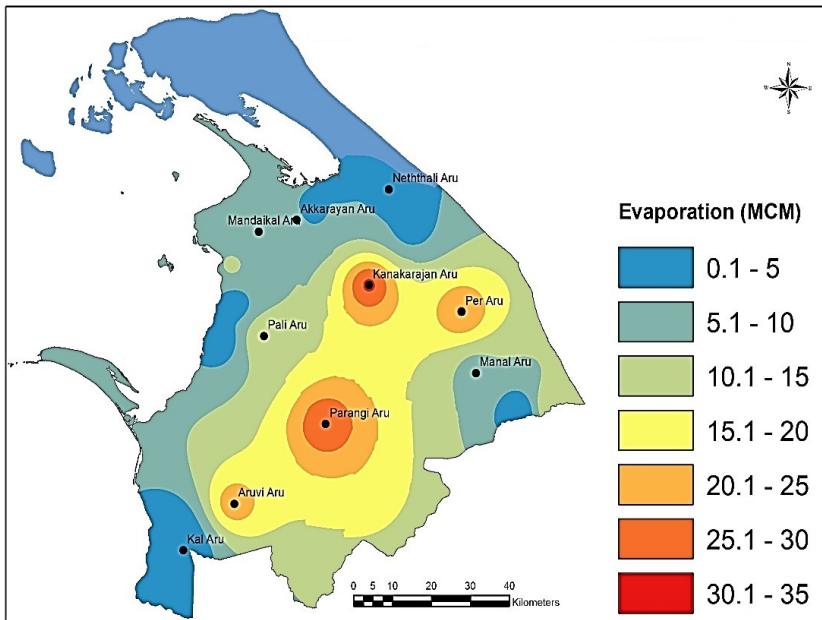 N
W
E
S
Neththali Aru
Akkarayan Aru
Mandaikal Aru
Evaporation (MCM)
0.1 - 5
Kanakarajan Aru
Per Aru
5.1 - 10
Pali Aru
Manal Aru
10.1 - 15
Parangi Aru
15.1 - 20
20.1 - 25
Aruvi Aru
25.1 - 30
Kal Aru
30.1 - 35
0 5 10 20 30 40
Kilometers